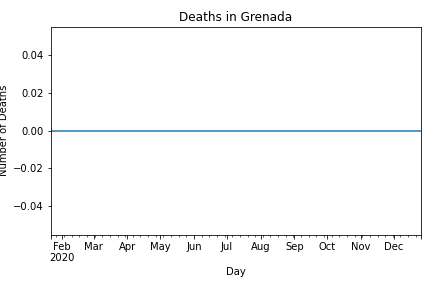 Deaths in Grenada
0.04
0.02
0.00
−0.02
−0.04
Number of Deaths
Feb Mar Apr May Jun Jul Aug Sep Oct Nov Dec
2020
Day